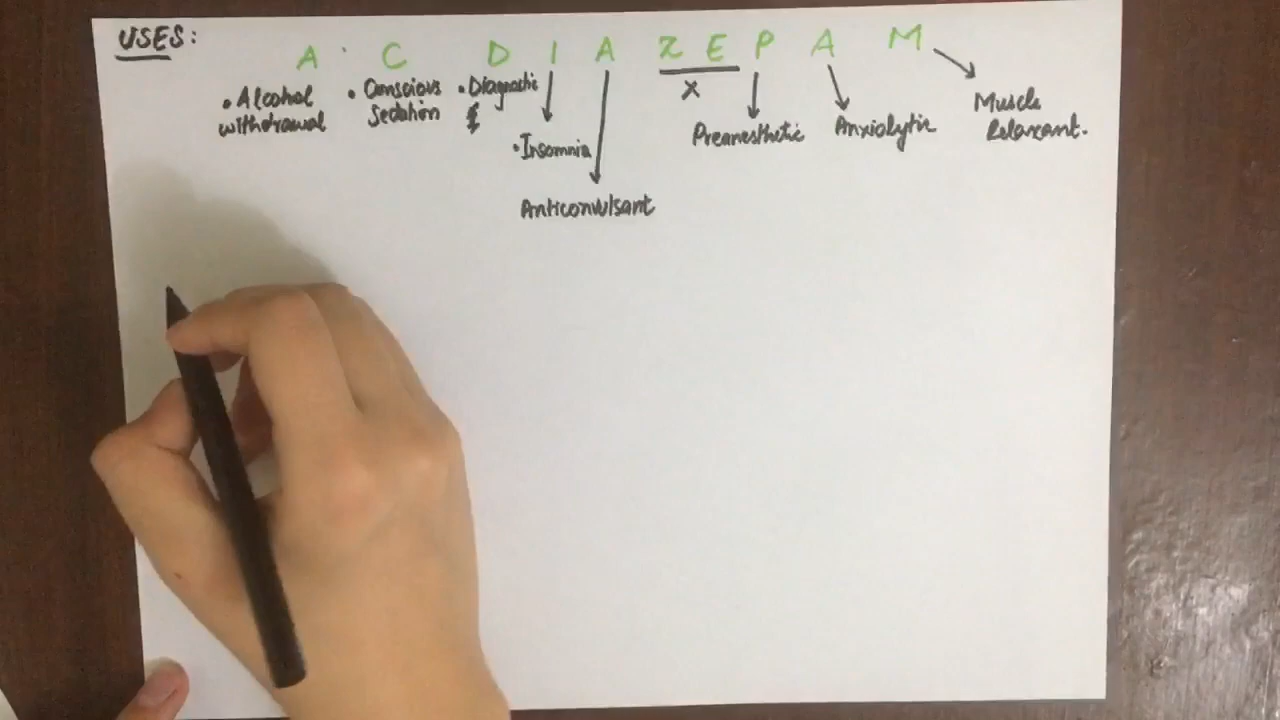 USES:
A C D I A Z E P A M
• Alcohol withdrawal
• Conscious Sedation
• Diagnostic
• Insomnia
Anticonvulsant
X
Preanesthetic
Anxiolytic
Muscle Relaxant.